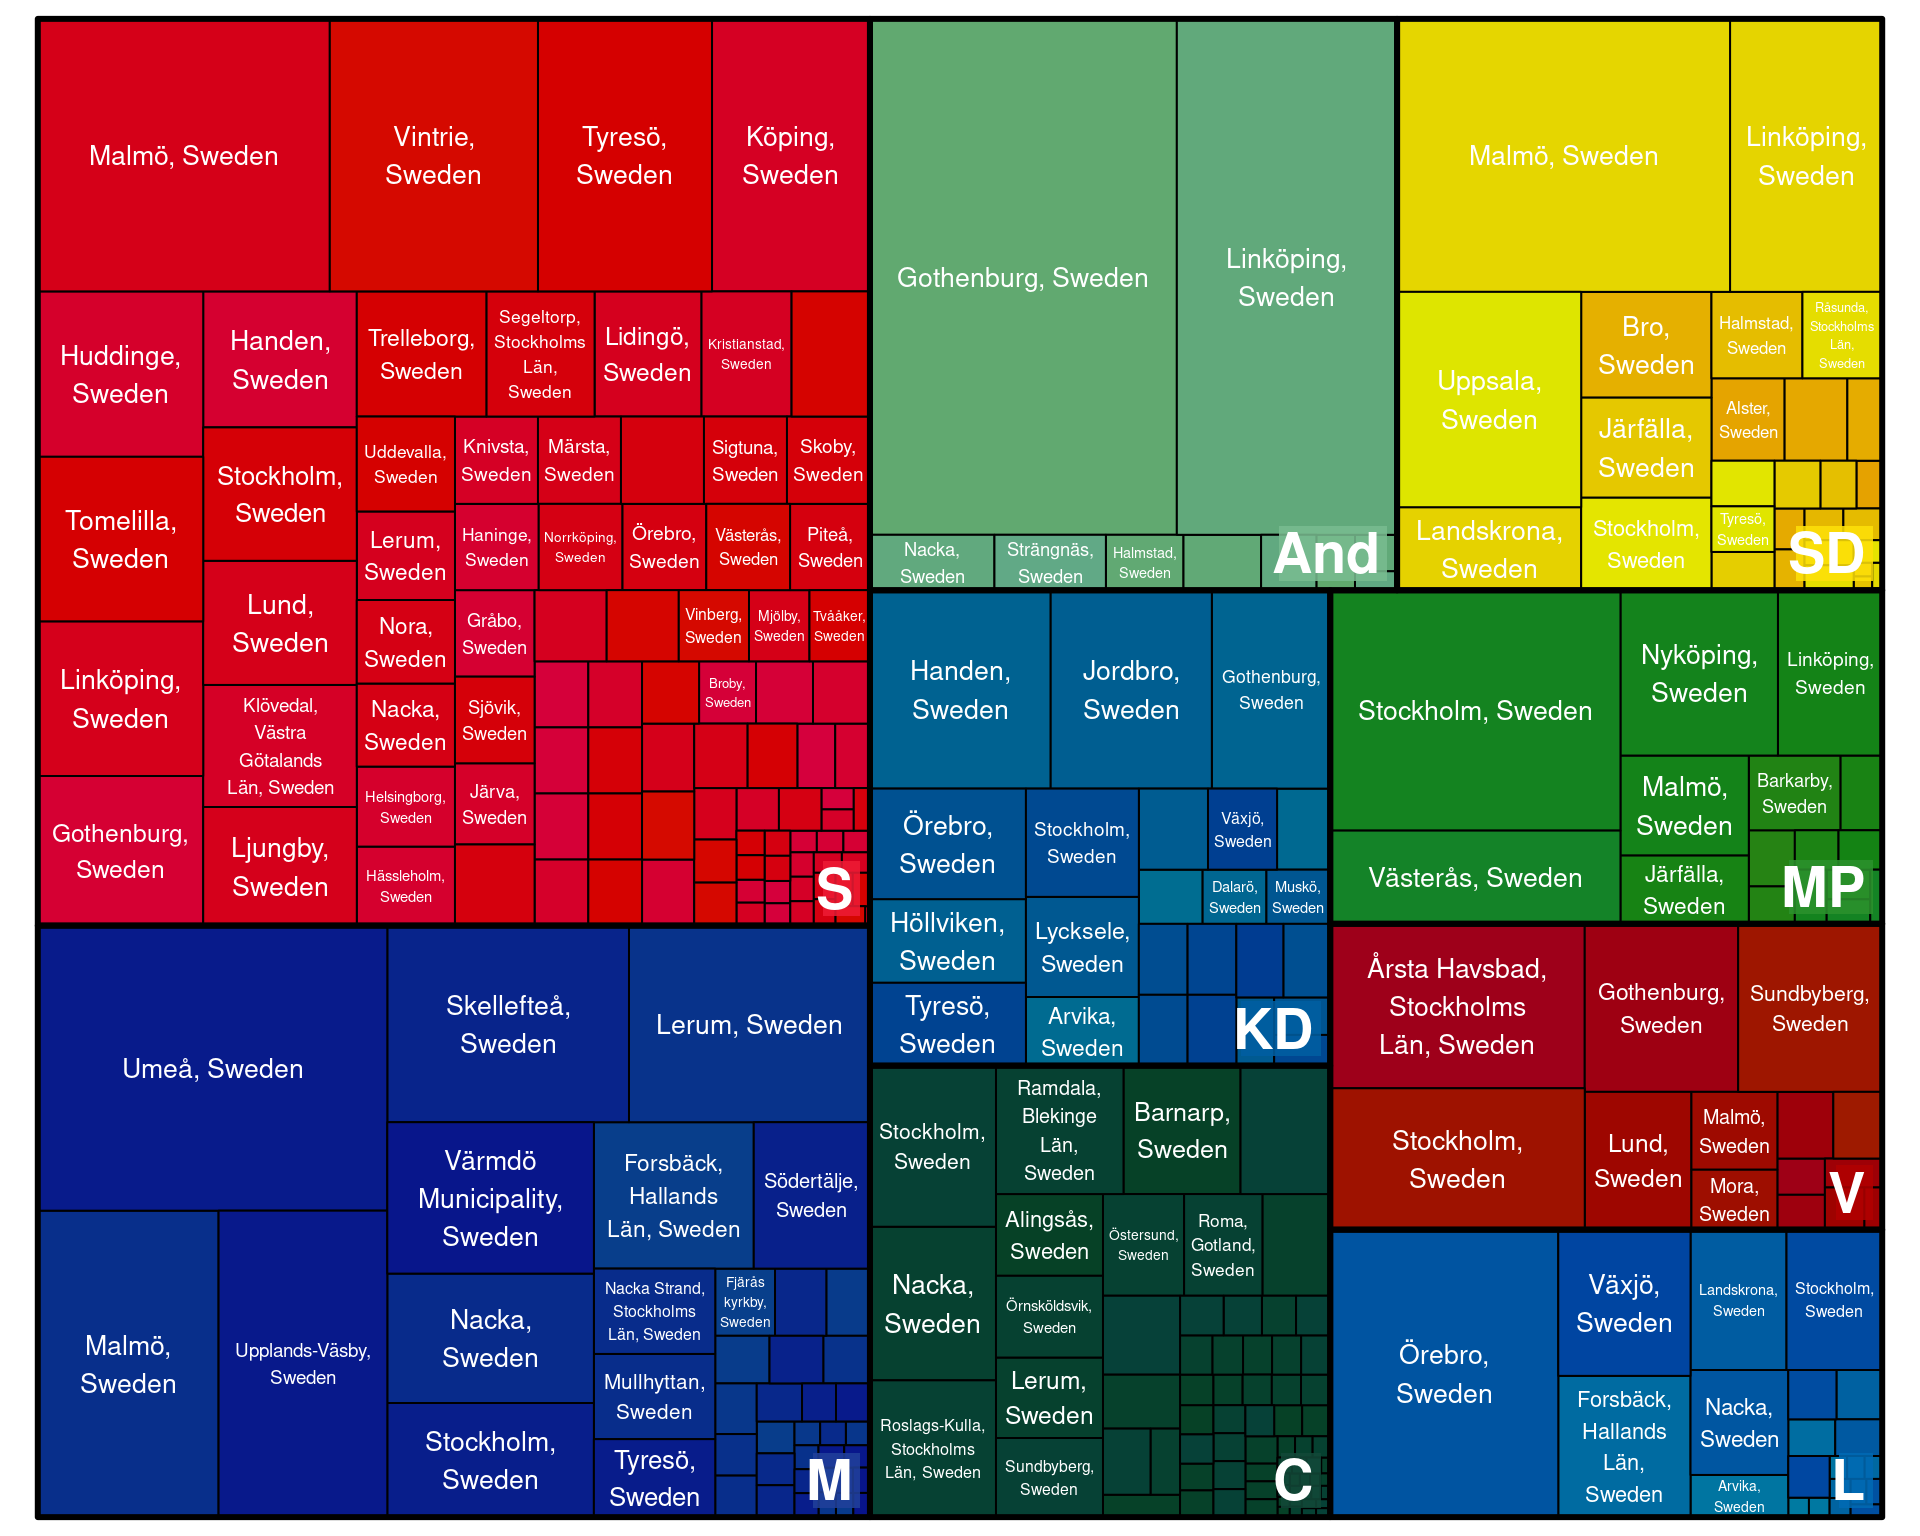 Malmö, Sweden
Vintrie,
Sweden
Tyresö,
Sweden
Köping,
Sweden
Huddinge,
Sweden
Handen,
Sweden
Trelleborg,
Sweden
Segeltorp,
Stockholms
Län,
Sweden
Lidingö,
Sweden
Kristianstad,
Sweden
Tomelilla,
Sweden
Stockholm,
Sweden
Uddevalla,
Sweden
Knivsta,
Sweden
Märsta,
Sweden
Sigtuna,
Sweden
Skoby,
Sweden
Lerum,
Sweden
Haninge,
Sweden
Norrköping,
Sweden
Örebro,
Sweden
Västerås,
Sweden
Piteå,
Sweden
Linköping,
Sweden
Lund,
Sweden
Nora,
Sweden
Gråbo,
Sweden
Vinberg,
Sweden
Mjölby,
Sweden
Tvååker,
Sweden
Klövedal,
Västra
Götalands
Län, Sweden
Nacka,
Sweden
Sjövik,
Sweden
Broby,
Sweden
Gothenburg,
Sweden
Ljungby,
Sweden
Helsingborg,
Sweden
Järva,
Sweden
Hässleholm,
Sweden
S
Gothenburg, Sweden
Linköping,
Sweden
Nacka,
Sweden
Strängnäs,
Sweden
Halmstad,
Sweden
And
Malmö, Sweden
Linköping,
Sweden
Uppsala,
Sweden
Bro,
Sweden
Halmstad,
Sweden
Råsunda,
Stockholms
Län,
Sweden
Järfälla,
Sweden
Alster,
Sweden
Landskrona,
Sweden
Stockholm,
Sweden
Tyresö,
Sweden
SD
Handen,
Sweden
Jordbro,
Sweden
Gothenburg,
Sweden
Örebro,
Sweden
Stockholm,
Sweden
Växjö,
Sweden
Dalarö,
Sweden
Muskö,
Sweden
Höllviken,
Sweden
Lycksele,
Sweden
Tyresö,
Sweden
Arvika,
Sweden
KD
Stockholm, Sweden
Nyköping,
Sweden
Linköping,
Sweden
Malmö,
Sweden
Barkarby,
Sweden
Västerås, Sweden
Järfälla,
Sweden
MP
Årsta Havsbad,
Stockholms
Län, Sweden
Gothenburg,
Sweden
Sundbyberg,
Sweden
Stockholm,
Sweden
Lund,
Sweden
Malmö,
Sweden
Mora,
Sweden
V
Umeå, Sweden
Skellefteå,
Sweden
Lerum, Sweden
Värmdö
Municipality,
Sweden
Forsbäck,
Hallands
Län, Sweden
Södertälje,
Sweden
Malmö,
Sweden
Upplands-Väsby,
Sweden
Nacka,
Sweden
Nacka Strand,
Stockholms
Län, Sweden
Fjärås
kyrkby,
Sweden
Mullhyttan,
Sweden
Stockholm,
Sweden
Tyresö,
Sweden
M
Stockholm,
Sweden
Ramdala,
Blekinge
Län,
Sweden
Barnarp,
Sweden
Nacka,
Sweden
Alingsås,
Sweden
Östersund,
Sweden
Roma,
Gotland,
Sweden
Örnsköldsvik,
Sweden
Roslags-Kulla,
Stockholms
Län, Sweden
Lerum,
Sweden
Sundbyberg,
Sweden
C
Örebro,
Sweden
Växjö,
Sweden
Landskrona,
Sweden
Stockholm,
Sweden
Forsbäck,
Hallands
Län,
Sweden
Nacka,
Sweden
Arvika,
Sweden
L